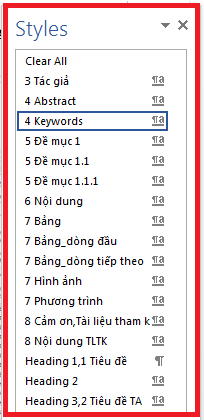 Styles
Clear All
3 Tác giả
4 Abstract
4 Keywords
5 Đề mục 1
5 Đề mục 1.1
5 Đề mục 1.1.1
6 Nội dung
7 Bảng
7 Bảng_dòng đầu
7 Bảng_dòng tiếp theo
7 Hình ảnh
7 Phương trình
8 Cảm ơn,Tài liệu tham k
8 Nội dung TLTK
Heading 1,1 Tiêu đề
Heading 2
Heading 3,2 Tiêu đề TA